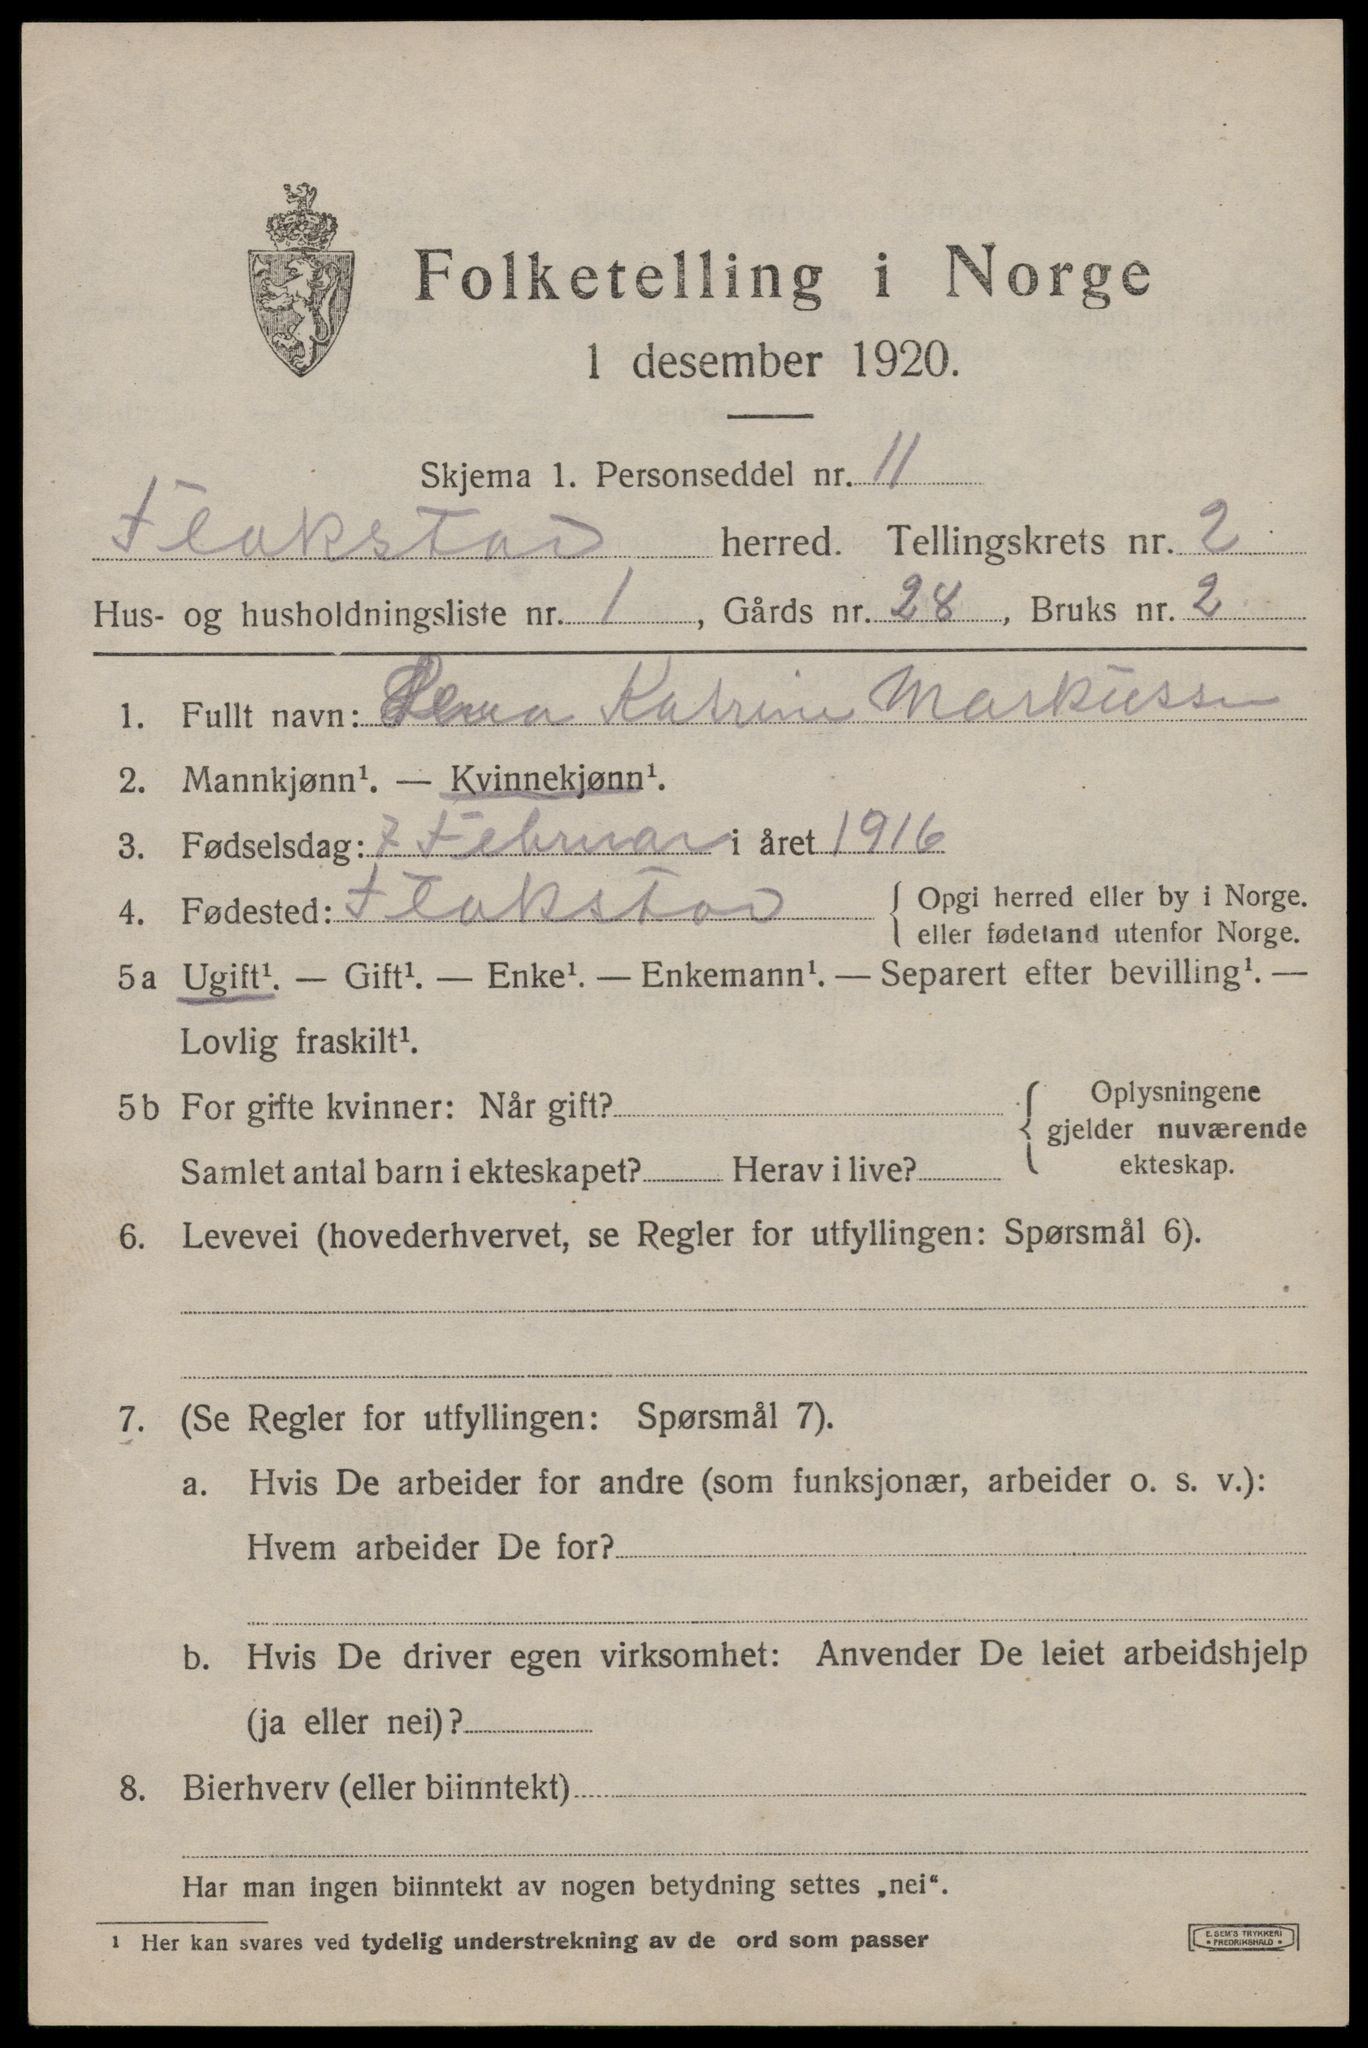 Folketelling i Norge
1 desember 1920.
Skjema 1. Personseddel nr. 11
Flakstad herred. Tellingskrets nr. 2
Hus- og husholdningsliste nr. 1, Gårds nr. 28, Bruks nr. 2
1. Fullt navn: Katrine Markussen
2. Mannkjønn¹. — Kvinnekjønn¹.
3. Fødselsdag: 7 Februar i året 1916
4. Fødested: Flakstad { Opgi herred eller by i Norge.
eller fødeland utenfor Norge.
5a Ugift¹. — Gift¹. — Enke¹. — Enkemann¹. — Separert efter bevilling¹. —
Lovlig fraskilt¹.
5b For gifte kvinner: Når gift? { Oplysningene
gjelder nuværende
Samlet antal barn i ekteskapet? Herav i live? ekteskap.
6. Levevei (hovederhvervet, se Regler for utfyllingen: Spørsmål 6).
7. (Se Regler for utfyllingen: Spørsmål 7).
a. Hvis De arbeider for andre (som funksjonær, arbeider o. s. v.):
Hvem arbeider De for?
b. Hvis De driver egen virksomhet: Anvender De leiet arbeidshjelp
(ja eller nei)?
8. Bierhverv (eller biinntekt)
Har man ingen biinntekt av nogen betydning settes „nei“.
¹ Her kan svares ved tydelig understrekning av de ord som passer
E. SEM'S TRYKKERI
• FREDRIKSHALD •